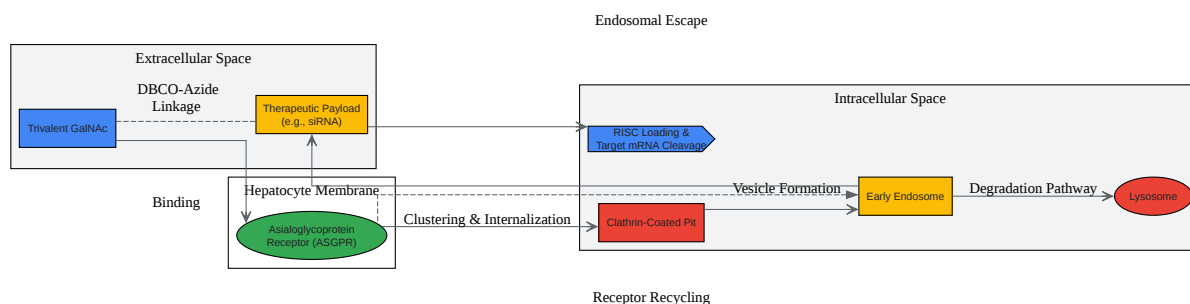 Endosomal Escape
Extracellular Space
DBCO-Azide
Linkage
Trivalent GalNAc
Therapeutic Payload
(e.g., siRNA)
Intracellular Space
RISC Loading &
Target mRNA Cleavage
Binding
Hepatocyte Membrane
Asialoglycoprotein
Receptor (ASGPR)
Clustering & Internalization
Clathrin-Coated Pit
Vesicle Formation
Early Endosome
Degradation Pathway
Lysosome
Receptor Recycling